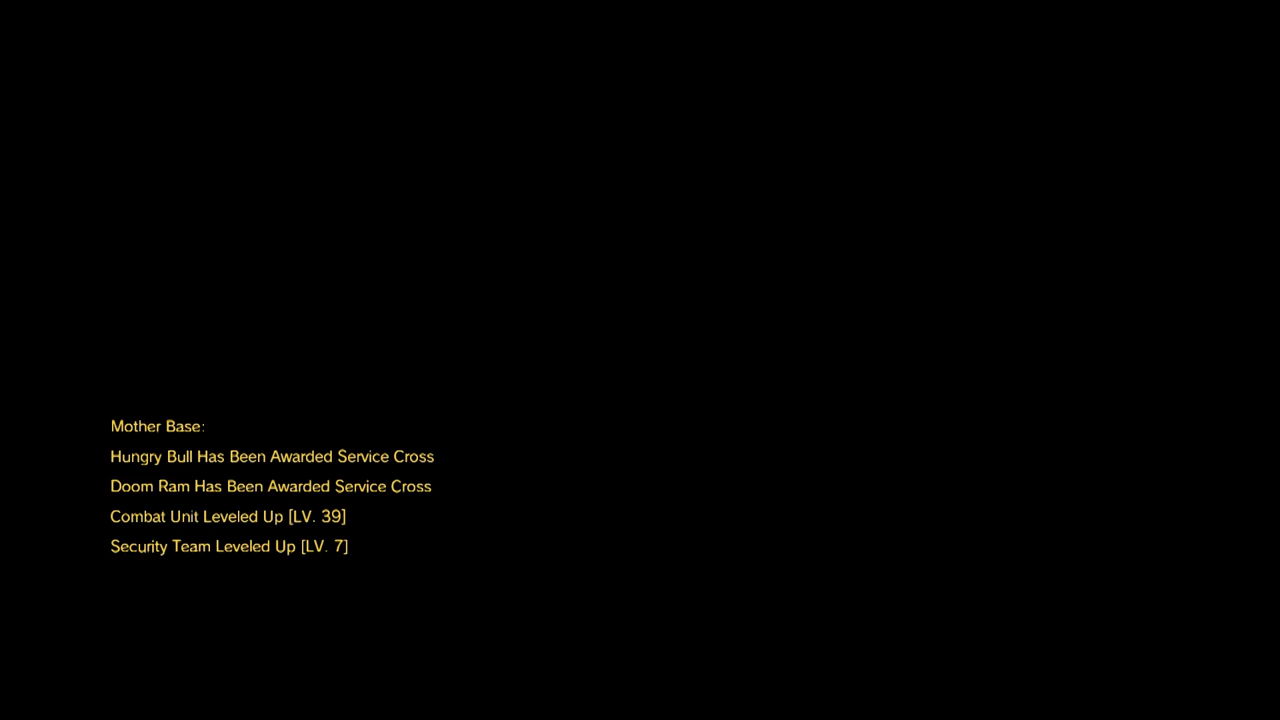 Mother Base:
Hungry Bull Has Been Awarded Service Cross
Doom Ram Has Been Awarded Service Cross
Combat Unit Leveled Up [LV. 39]
Security Team Leveled Up [LV. 7]